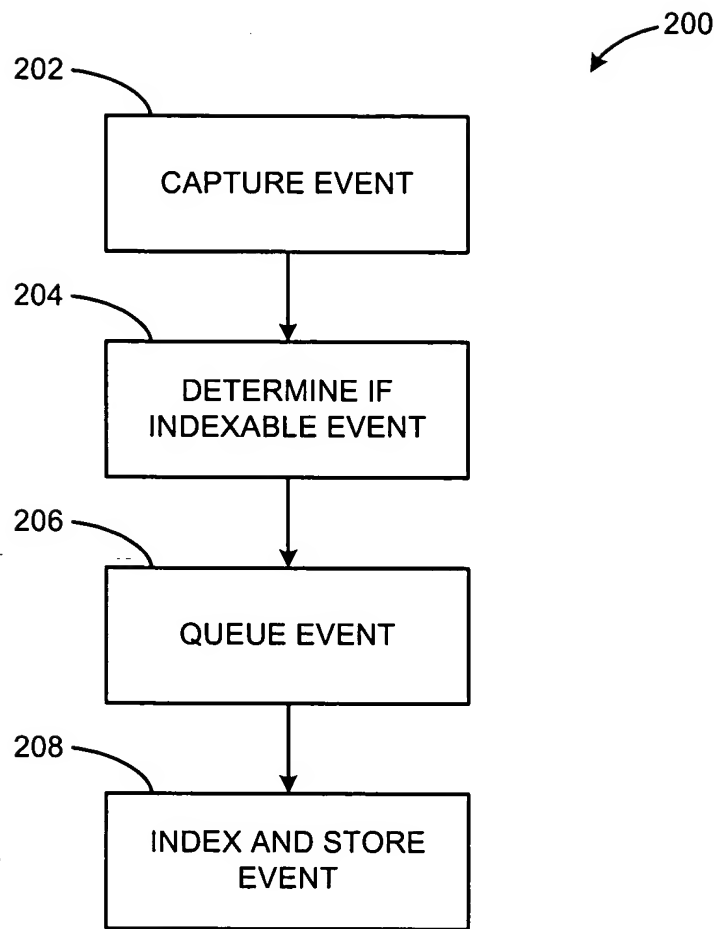 200
202
CAPTURE EVENT
204
DETERMINE IF
INDEXABLE EVENT
206
QUEUE EVENT
208
INDEX AND STORE
EVENT